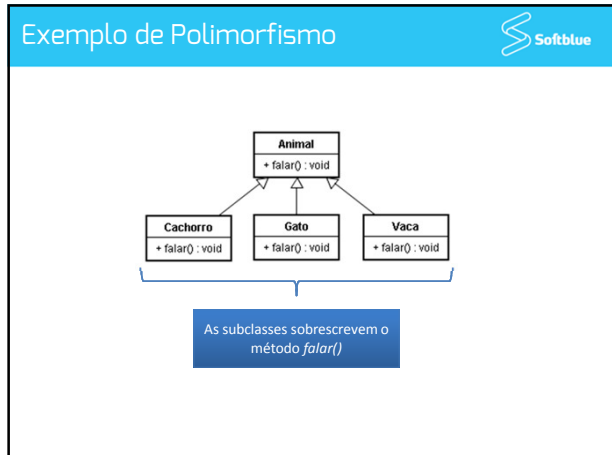 Exemplo de Polimorfismo
Softblue
Animal
+ falar() : void
Cachorro
+ falar() : void
Gato
+ falar() : void
Vaca
+ falar() : void
As subclasses sobrescrevem o
método falar()